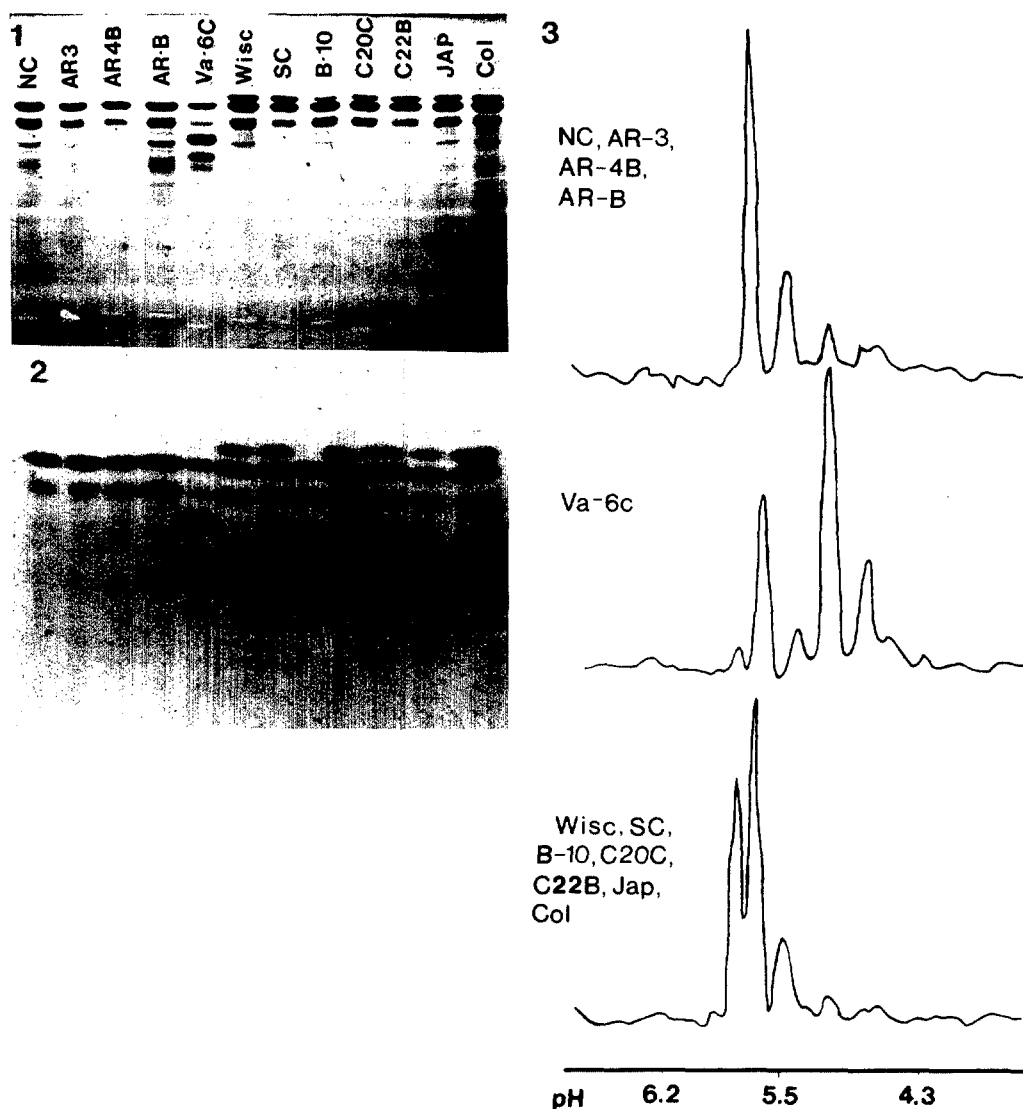 1
NC AR3 AR4B AR-B Va-6C Wisc SC B-10 C20C C22B JAP Col
2
3
NC, AR-3,
AR-4B,
AR-B
Va-6c
Wisc, SC,
B-10, C20C,
C22B, Jap,
Col
pH 6.2 5.5 4.3